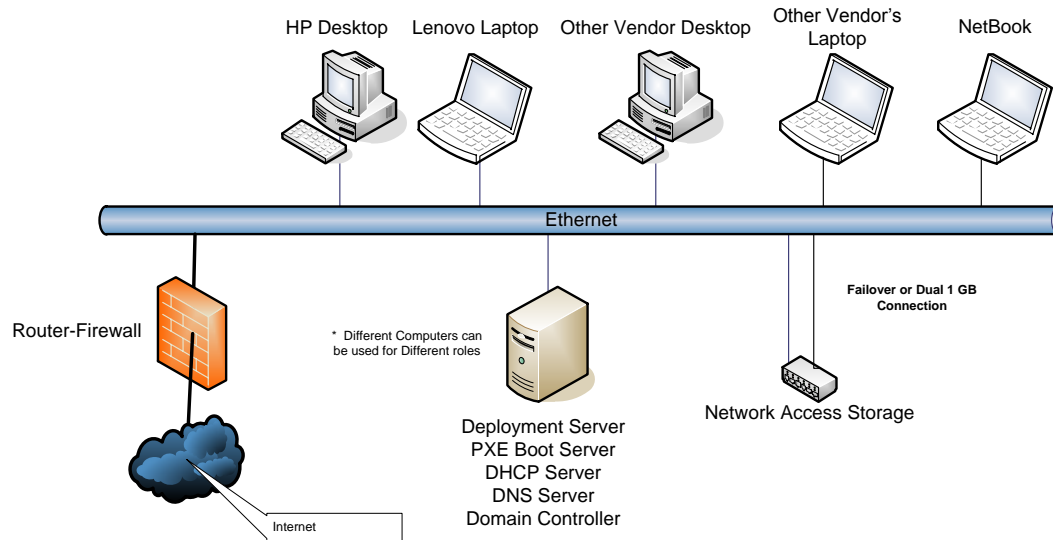 HP Desktop
Lenovo Laptop
Other Vendor Desktop
Other Vendor's
Laptop
NetBook
Ethernet
Router-Firewall
* Different Computers can
be used for Different roles
Failover or Dual 1 GB
Connection
Network Access Storage
Deployment Server
PXE Boot Server
DHCP Server
DNS Server
Domain Controller
Internet